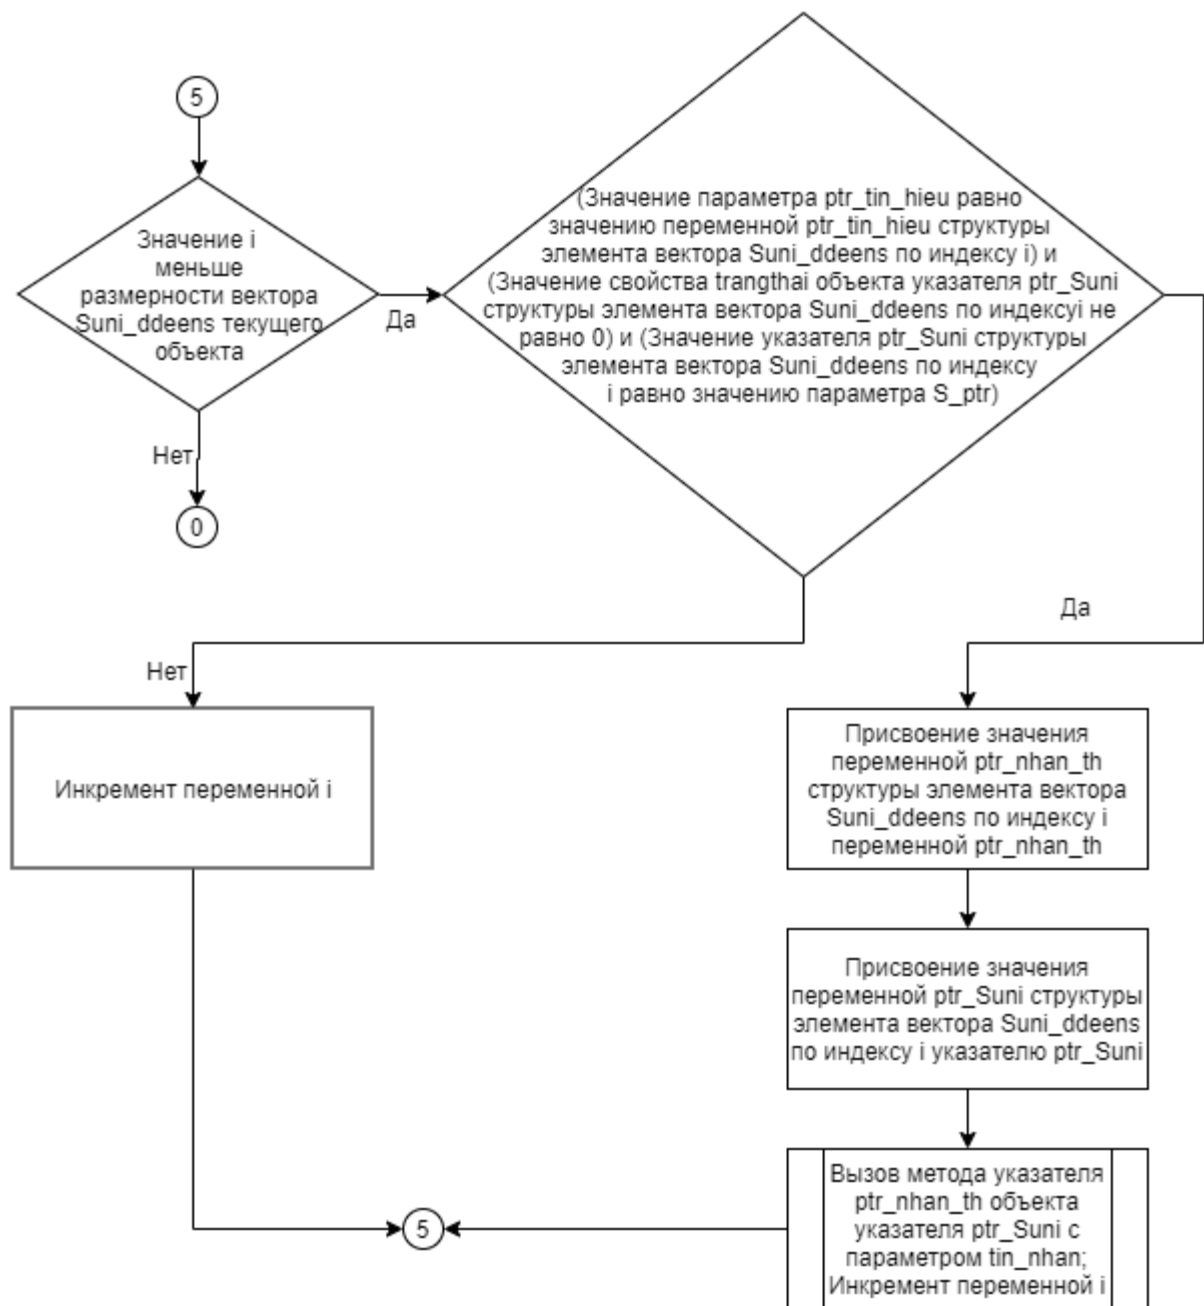 5
Значение i
меньше
размерности вектора
Suni_ddeens текущего
объекта
Да
Нет
0
(Значение параметра ptr_tin_hieu равно
значению переменной ptr_tin_hieu структуры
элемента вектора Suni_ddeens по индексу i) и
(Значение свойства trangthai объекта указателя ptr_Suni
структуры элемента вектора Suni_ddeens по индексуi не
равно 0) и (Значение указателя ptr_Suni структуры
элемента вектора Suni_ddeens по индексу
i равно значению параметра S_ptr)
Да
Нет
Инкремент переменной i
Присвоение значения
переменной ptr_nhan_th
структуры элемента вектора
Suni_ddeens по индексу i
переменной ptr_nhan_th
Присвоение значения
переменной ptr_Suni структуры
элемента вектора Suni_ddeens
по индексу i указателю ptr_Suni
Вызов метода указателя
ptr_nhan_th объекта
указателя ptr_Suni с
параметром tin_nhan;
Инкремент переменной i
5